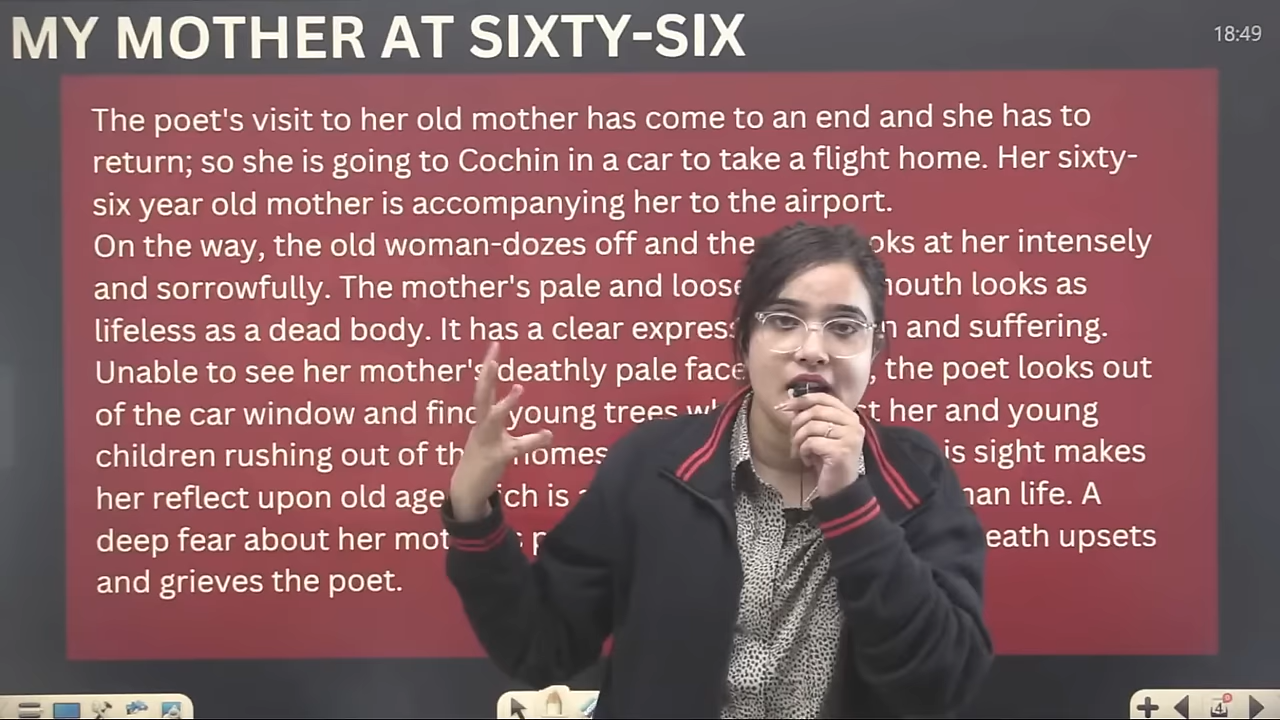 MY MOTHER AT SIXTY-SIX
18:49
The poet's visit to her old mother has come to an end and she has to
return; so she is going to Cochin in a car to take a flight home. Her sixty-
six year old mother is accompanying her to the airport.
On the way, the old woman-dozes off and the oks at her intensely
and sorrowfully. The mother's pale and loose mouth looks as
lifeless as a dead body. It has a clear express and suffering.
Unable to see her mother's deathly pale face , the poet looks out
of the car window and find young trees her and young
children rushing out of homes is sight makes
her reflect upon old age is life. A
deep fear about her eath upsets
and grieves the poet.
4